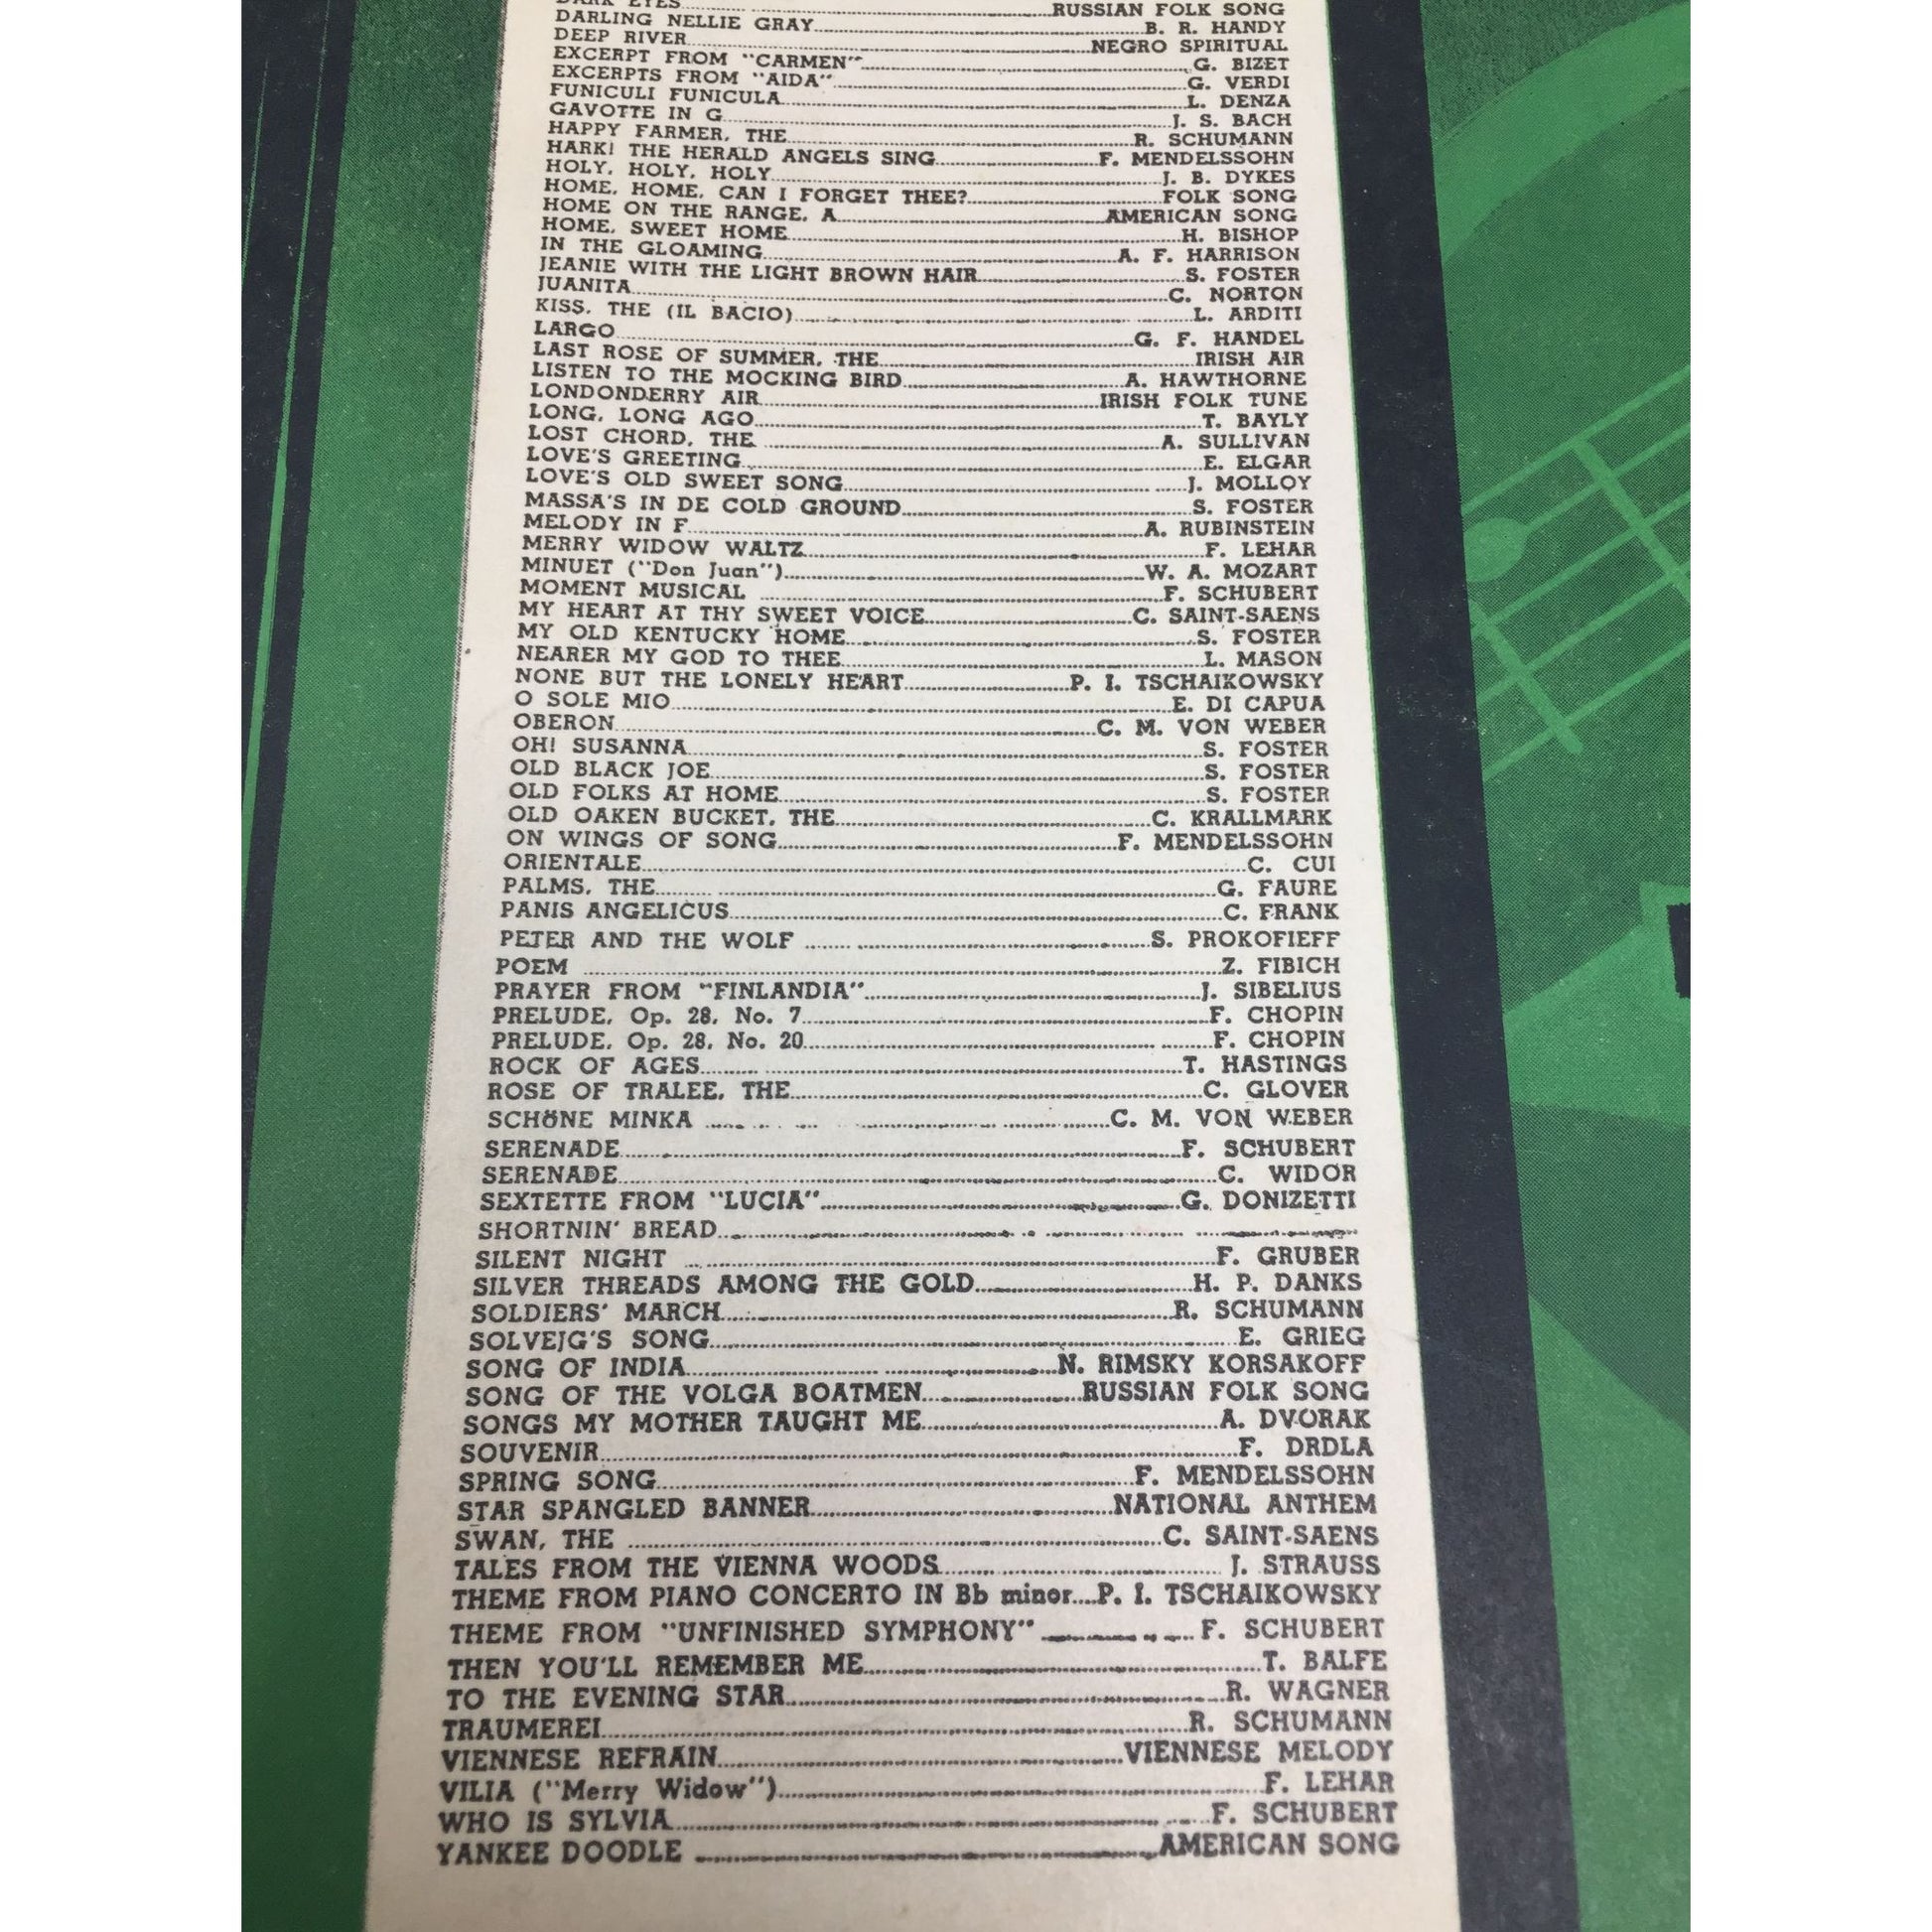 DARK EYES RUSSIAN FOLK SONG
DARLING NELLIE GRAY B. R. HANDY
DEEP RIVER NEGRO SPIRITUAL
EXCERPT FROM "CARMEN" G. BIZET
EXCERPTS FROM "AIDA" G. VERDI
FUNICULI FUNICULA L. DENZA
GAVOTTE IN G J. S. BACH
HAPPY FARMER, THE R. SCHUMANN
HARK! THE HERALD ANGELS SING F. MENDELSSOHN
HOLY, HOLY, HOLY J. B. DYKES
HOME, HOME, CAN I FORGET THEE? FOLK SONG
HOME ON THE RANGE, A AMERICAN SONG
HOME, SWEET HOME H. BISHOP
IN THE GLOAMING A. F. HARRISON
JEANIE WITH THE LIGHT BROWN HAIR S. FOSTER
JUANITA C. NORTON
KISS, THE (IL BACIO) L. ARDITI
LARGO G. F. HANDEL
LAST ROSE OF SUMMER, THE IRISH AIR
LISTEN TO THE MOCKING BIRD A. HAWTHORNE
LONDONDERRY AIR IRISH FOLK TUNE
LONG, LONG AGO T. BAYLY
LOST CHORD, THE A. SULLIVAN
LOVE'S GREETING E. ELGAR
LOVE'S OLD SWEET SONG J. MOLLOY
MASSA'S IN DE COLD GROUND S. FOSTER
MELODY IN F A. RUBINSTEIN
MERRY WIDOW WALTZ F. LEHAR
MINUET ("Don Juan") W. A. MOZART
MOMENT MUSICAL F. SCHUBERT
MY HEART AT THY SWEET VOICE C. SAINT-SAENS
MY OLD KENTUCKY HOME S. FOSTER
NEARER MY GOD TO THEE L. MASON
NONE BUT THE LONELY HEART P. I. TSCHAIKOWSKY
O SOLE MIO E. DI CAPUA
OBERON C. M. VON WEBER
OH! SUSANNA S. FOSTER
OLD BLACK JOE S. FOSTER
OLD FOLKS AT HOME S. FOSTER
OLD OAKEN BUCKET, THE C. KRALLMARK
ON WINGS OF SONG F. MENDELSSOHN
ORIENTALE C. CUI
PALMS, THE G. FAURE
PANIS ANGELICUS C. FRANK
PETER AND THE WOLF S. PROKOFIEFF
POEM Z. FIBICH
PRAYER FROM "FINLANDIA" J. SIBELIUS
PRELUDE, Op. 28, No. 7 F. CHOPIN
PRELUDE, Op. 28, No. 20 F. CHOPIN
ROCK OF AGES T. HASTINGS
ROSE OF TRALEE, THE C. GLOVER
SCHÖNE MINKA C. M. VON WEBER
SERENADE F. SCHUBERT
SERENADE C. WIDOR
SEXTETTE FROM "LUCIA" G. DONIZETTI
SHORTNIN' BREAD
SILENT NIGHT F. GRUBER
SILVER THREADS AMONG THE GOLD H. P. DANKS
SOLDIERS' MARCH R. SCHUMANN
SOLVEJG'S SONG E. GRIEG
SONG OF INDIA N. RIMSKY KORSAKOFF
SONG OF THE VOLGA BOATMEN RUSSIAN FOLK SONG
SONGS MY MOTHER TAUGHT ME A. DVORAK
SOUVENIR F. DRDLA
SPRING SONG F. MENDELSSOHN
STAR SPANGLED BANNER NATIONAL ANTHEM
SWAN, THE C. SAINT-SAENS
TALES FROM THE VIENNA WOODS J. STRAUSS
THEME FROM PIANO CONCERTO IN Bb minor P. I. TSCHAIKOWSKY
THEME FROM "UNFINISHED SYMPHONY" F. SCHUBERT
THEN YOU'LL REMEMBER ME T. BALFE
TO THE EVENING STAR R. WAGNER
TRAUMEREI R. SCHUMANN
VIENNESE REFRAIN VIENNESE MELODY
VILIA ("Merry Widow") F. LEHAR
WHO IS SYLVIA F. SCHUBERT
YANKEE DOODLE AMERICAN SONG